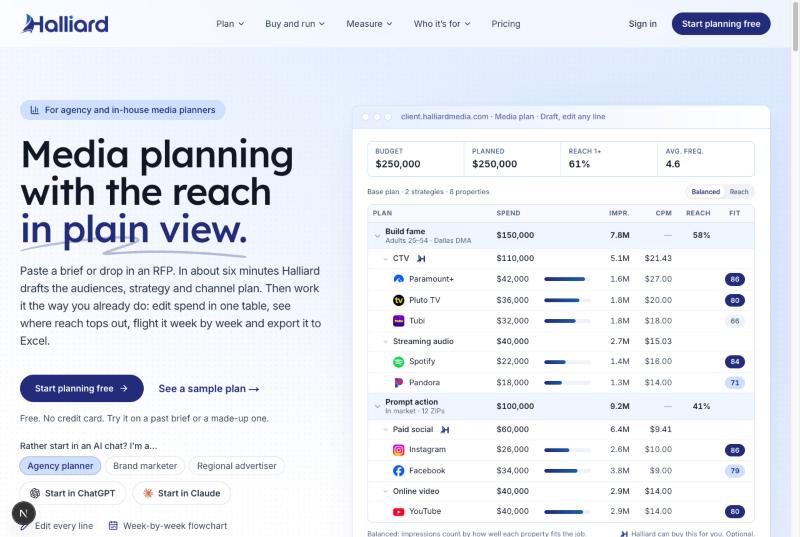 Halliard
Plan
Buy and run
Measure
Who it's for
Pricing
Sign in
Start planning free
For agency and in-house media planners
Media planning
with the reach
in plain view.
Paste a brief or drop in an RFP. In about six minutes Halliard
drafts the audiences, strategy and channel plan. Then work
it the way you already do: edit spend in one table, see
where reach tops out, flight it week by week and export it to
Excel.
Start planning free →
See a sample plan →
Free. No credit card. Try it on a past brief or a made-up one.
Rather start in an AI chat? I'm a...
Agency planner
Brand marketer
Regional advertiser
Start in ChatGPT
Start in Claude
N
Edit every line
Week-by-week flowchart
client.halliardmedia.com · Media plan · Draft, edit any line
BUDGET PLANNED REACH 1+ AVG. FREQ.
$250,000 $250,000 61% 4.6
Base plan · 2 strategies · 8 properties
Balanced Reach
PLAN SPEND IMPR. CPM REACH FIT
Build fame $150,000 7.8M — 58%
Adults 25–54 · Dallas DMA
CTV $110,000 5.1M $21.43
Paramount+ $42,000 1.6M $27.00 86
tv Pluto TV $36,000 1.8M $20.00 80
tubi Tubi $32,000 1.8M $18.00 66
Streaming audio $40,000 2.7M $15.03
Spotify $22,000 1.4M $16.00 84
Pandora $18,000 1.3M $14.00 71
Prompt action $100,000 9.2M — 41%
In market · 12 ZIPs
Paid social $60,000 6.4M $9.41
Instagram $26,000 2.6M $10.00 86
Facebook $34,000 3.8M $9.00 79
Online video $40,000 2.9M $14.00
YouTube $40,000 2.9M $14.00 80
Balanced: impressions count by how well each property fits the job.
Halliard can buy this for you. Optional.